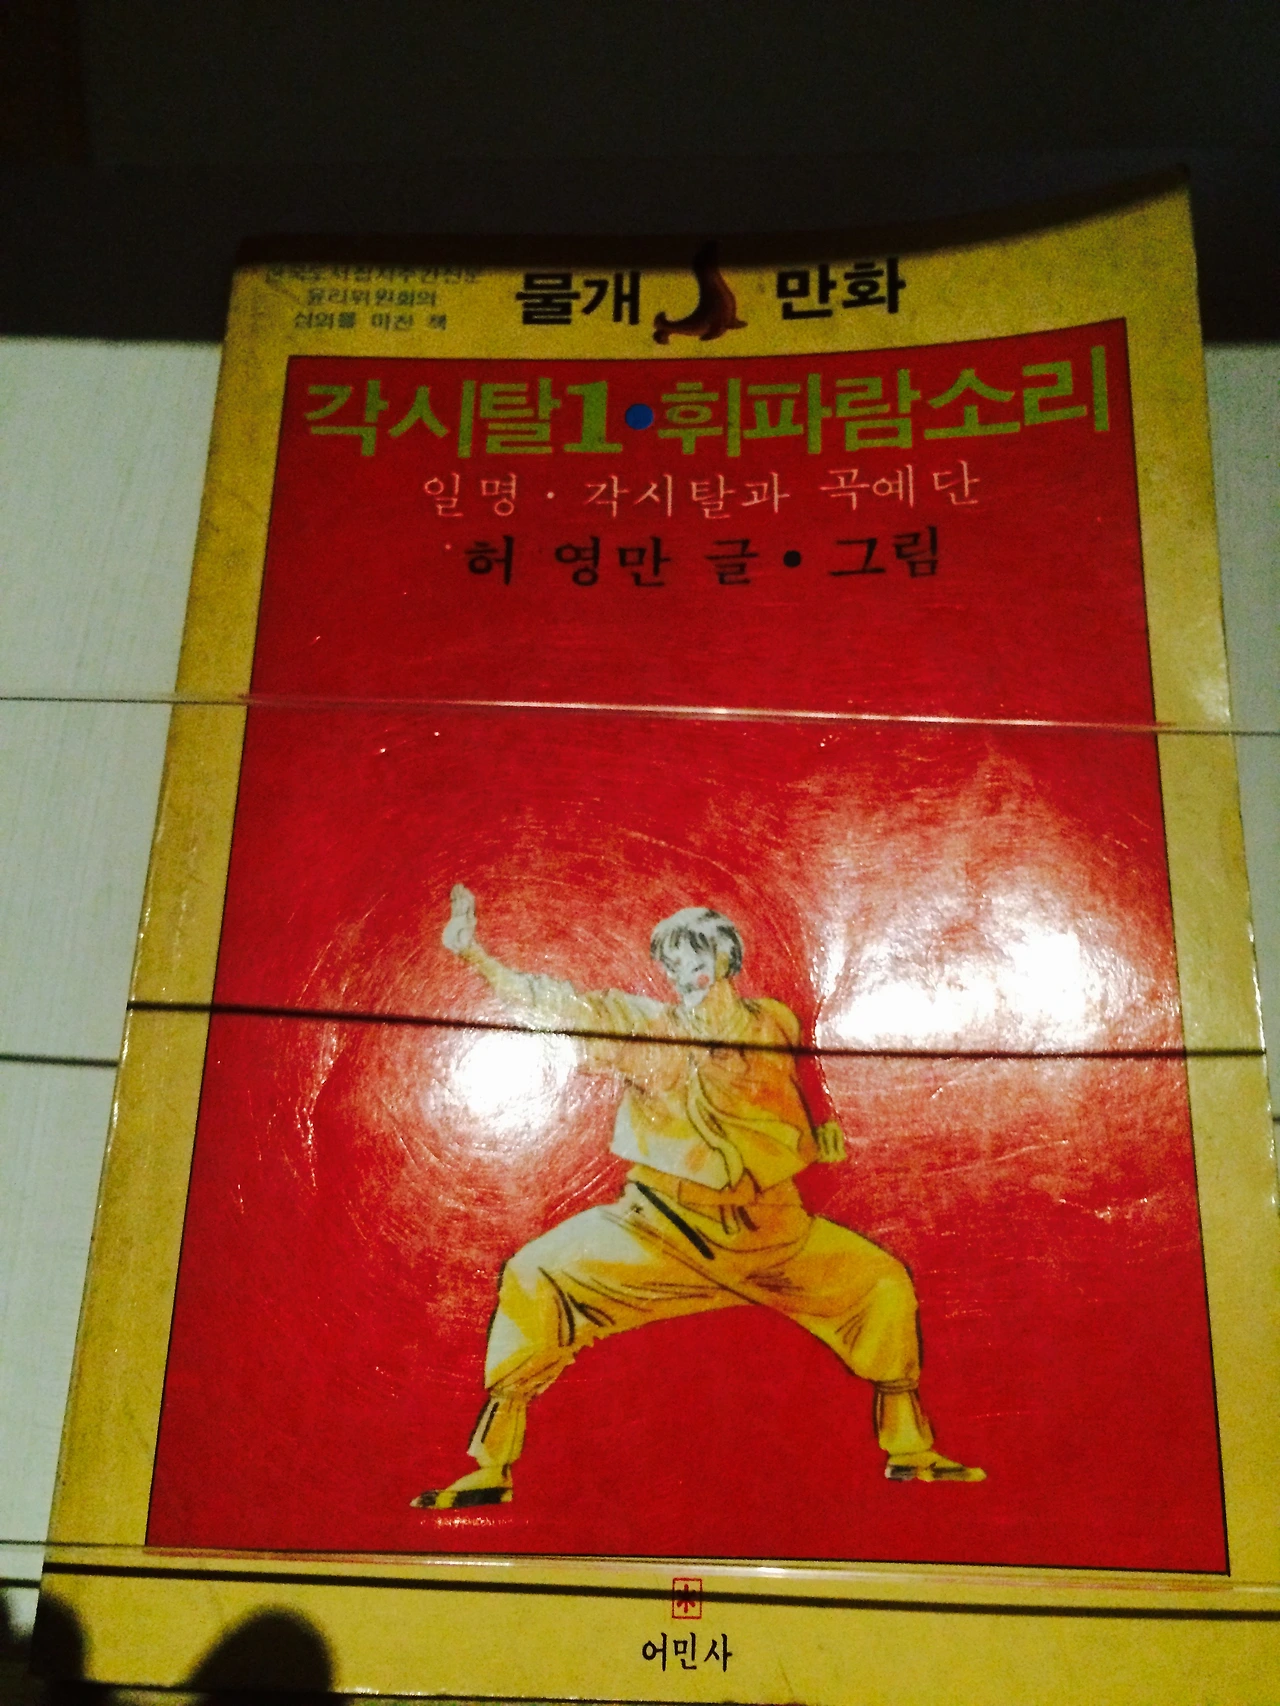 한국도서잡지주간신문
윤리위원회의
심의를 마친 책
물개 만화
각시탈1•휘파람소리
일명·각시탈과 곡예단
허 영만 글•그림
어민사